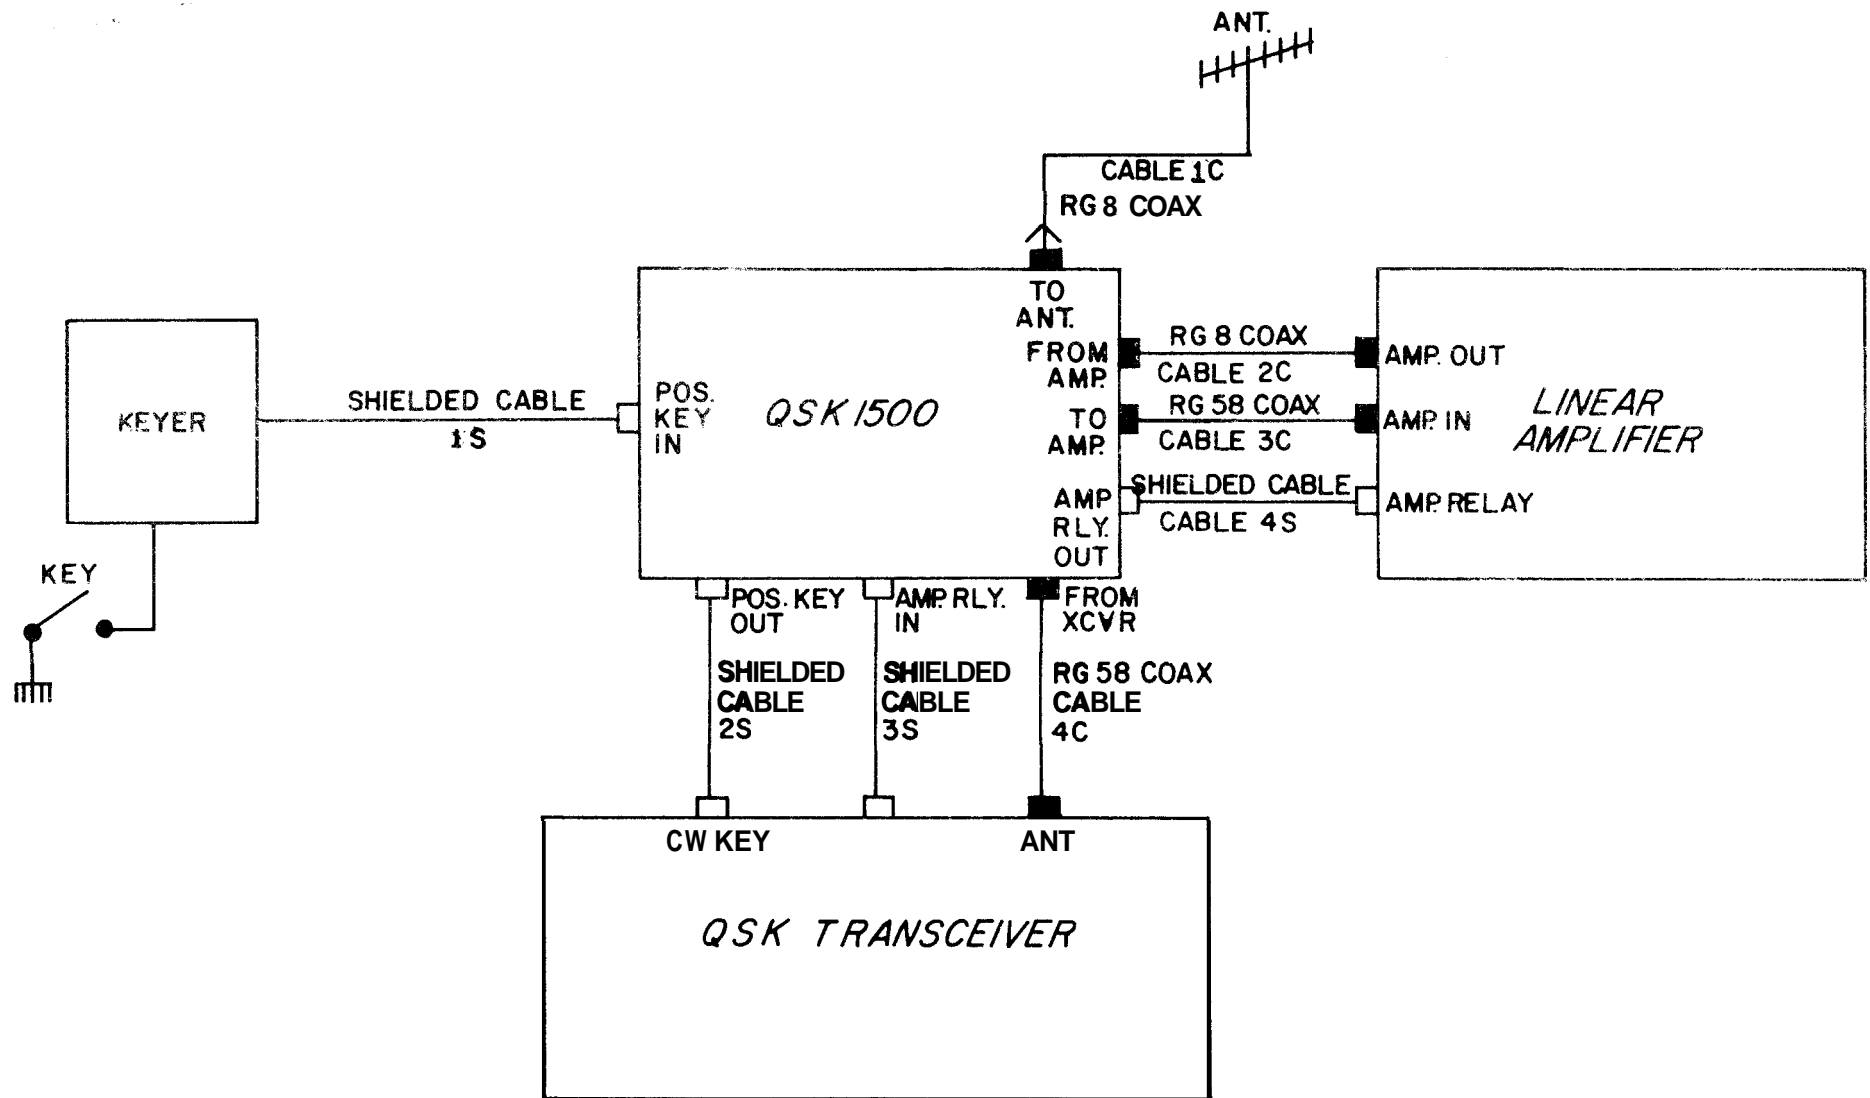 ANT.
CABLE 1C
RG 8 COAX
TO
ANT.
FROM
AMP.
RG 8 COAX
CABLE 2C
AMP. OUT
TO
AMP.
RG 58 COAX
CABLE 3C
AMP. IN
AMP
RLY.
OUT
SHIELDED CABLE
CABLE 4S
AMP. RELAY
LINEAR
AMPLIFIER
KEYER
SHIELDED CABLE
1S
POS.
KEY
IN
QSK 1500
KEY
POS. KEY
OUT
AMP. RLY.
IN
FROM
XCVR
SHIELDED
CABLE
2S
SHIELDED
CABLE
3S
RG 58 COAX
CABLE
4C
CW KEY
ANT
QSK TRANSCEIVER